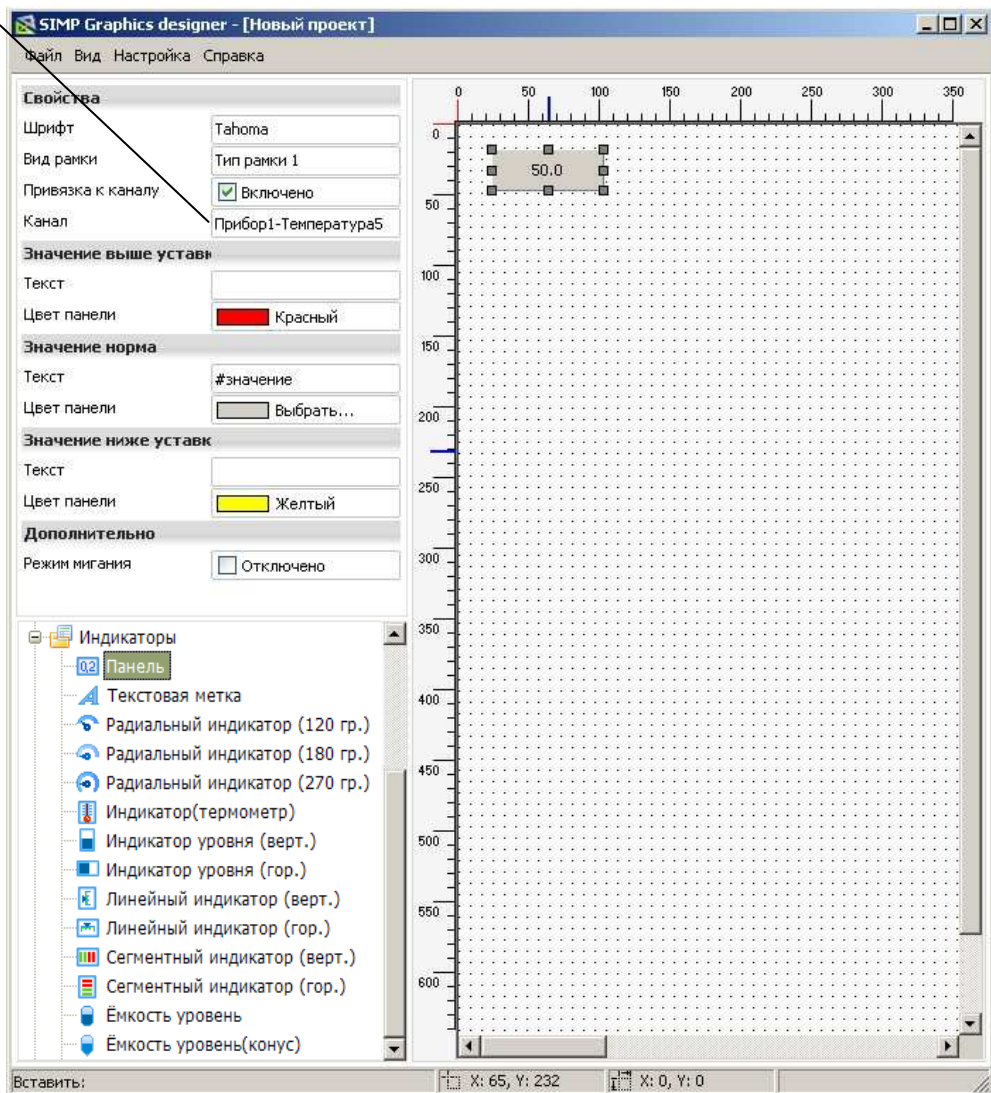 SIMP Graphics designer - [Новый проект]
Файл Вид Настройка Справка
Свойства
Шрифт Tahoma
Вид рамки Тип рамки 1
Привязка к каналу Включено
Канал Прибор1-Температура5
Значение выше уставк
Текст
Цвет панели Красный
Значение норма
Текст #значение
Цвет панели Выбрать...
Значение ниже уставк
Текст
Цвет панели Желтый
Дополнительно
Режим мигания Отключено
Индикаторы
0.2 Панель
Текстовая метка
Радиальный индикатор (120 гр.)
Радиальный индикатор (180 гр.)
Радиальный индикатор (270 гр.)
Индикатор(термометр)
Индикатор уровня (верт.)
Индикатор уровня (гор.)
Линейный индикатор (верт.)
Линейный индикатор (гор.)
Сегментный индикатор (верт.)
Сегментный индикатор (гор.)
Ёмкость уровень
Ёмкость уровень(конус)
0 50 100 150 200 250 300 350
0
50
100
150
200
250
300
350
400
450
500
550
600
50.0
Вставить: X: 65, Y: 232 X: 0, Y: 0